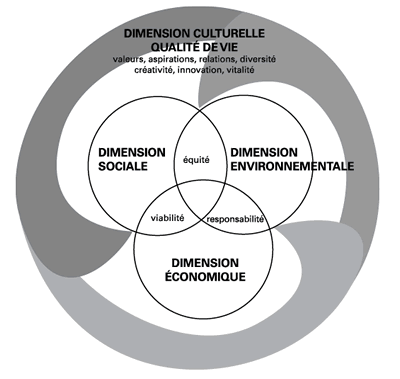 DIMENSION CULTURELLE
QUALITÉ DE VIE
valeurs, aspirations, relations, diversité
créativité, innovation, vitalité
DIMENSION
SOCIALE
équité
DIMENSION
ENVIRONNEMENTALE
viabilité
responsabilité
DIMENSION
ÉCONOMIQUE